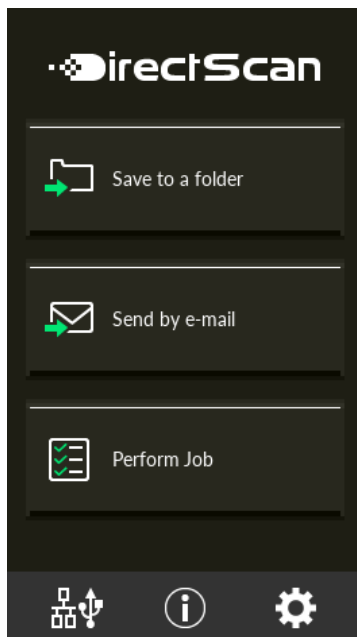 DirectScan
Save to a folder
Send by e-mail
Perform Job